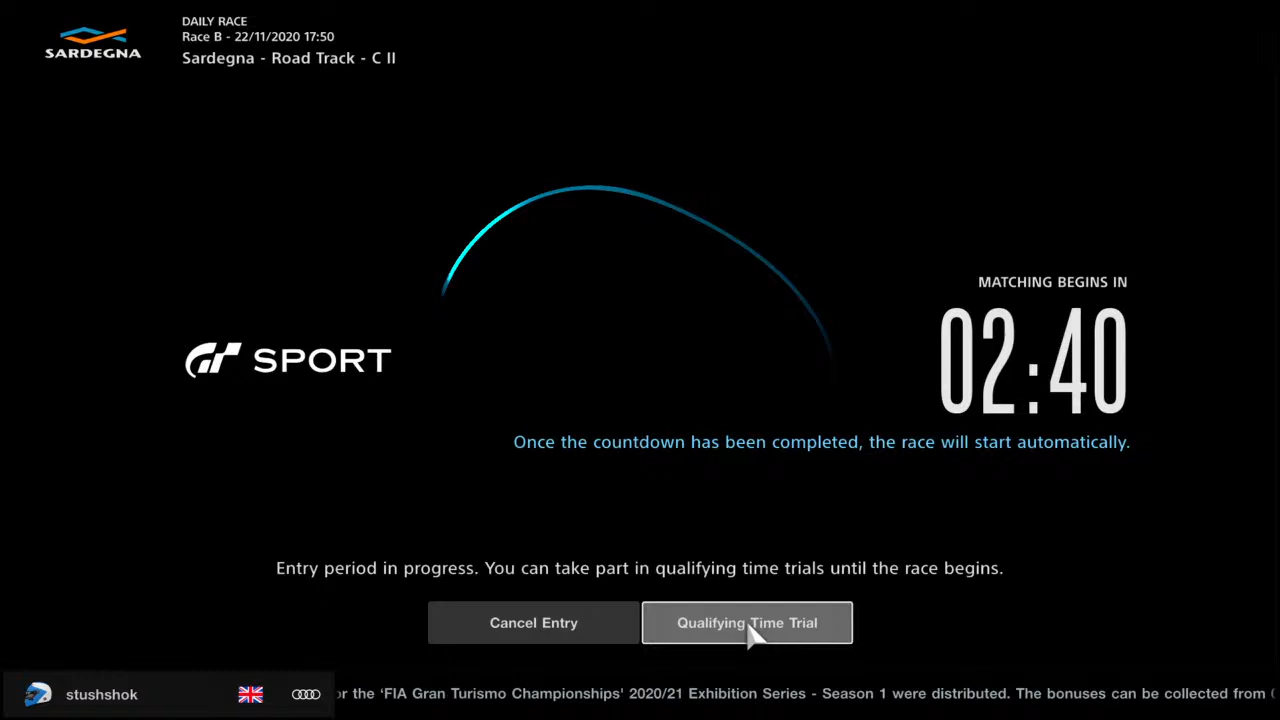 SARDEGNA
DAILY RACE
Race B - 22/11/2020 17:50
Sardegna - Road Track - C II
MATCHING BEGINS IN
02:40
GT SPORT
Once the countdown has been completed, the race will start automatically.
Entry period in progress. You can take part in qualifying time trials until the race begins.
Cancel Entry
Qualifying Time Trial
stushshok
or the 'FIA Gran Turismo Championships' 2020/21 Exhibition Series - Season 1 were distributed. The bonuses can be collected from